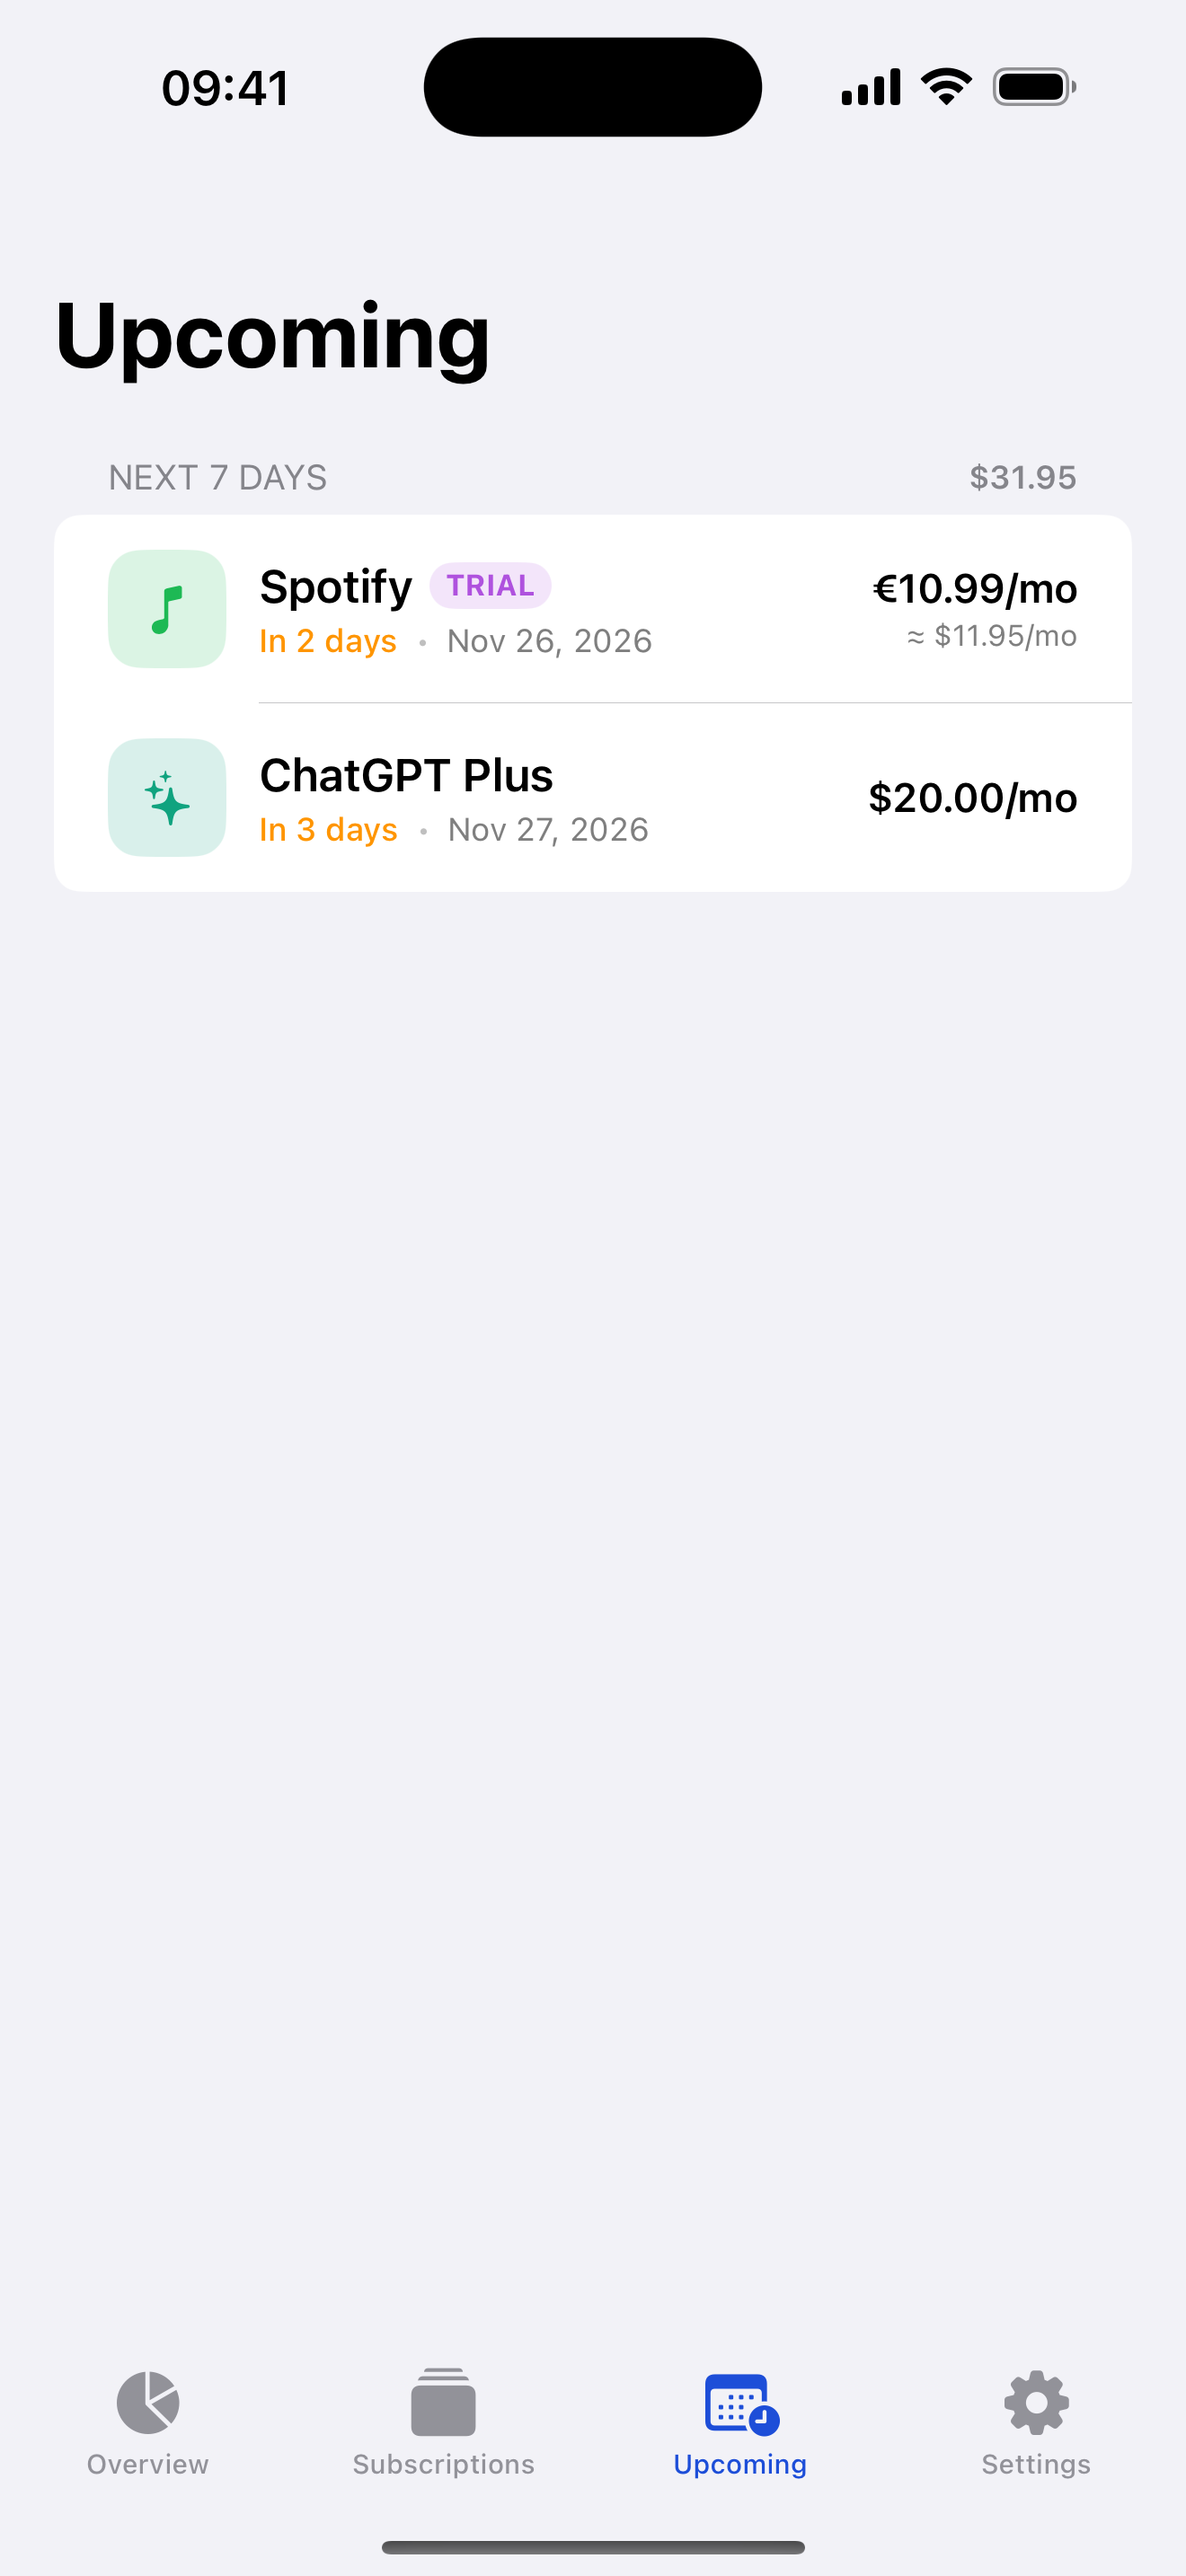 09:41
Upcoming
NEXT 7 DAYS $31.95
Spotify TRIAL €10.99/mo
In 2 days • Nov 26, 2026 ≈ $11.95/mo
ChatGPT Plus $20.00/mo
In 3 days • Nov 27, 2026
Overview Subscriptions Upcoming Settings